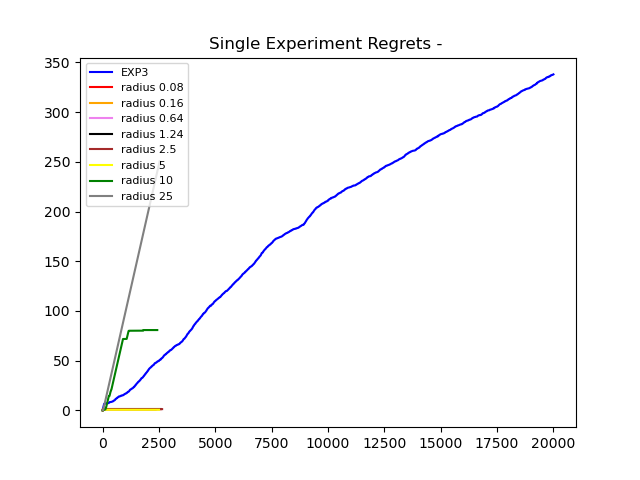 Single Experiment Regrets -
350
300
250
200
150
100
50
0
EXP3
radius 0.08
radius 0.16
radius 0.64
radius 1.24
radius 2.5
radius 5
radius 10
radius 25
0 2500 5000 7500 10000 12500 15000 17500 20000